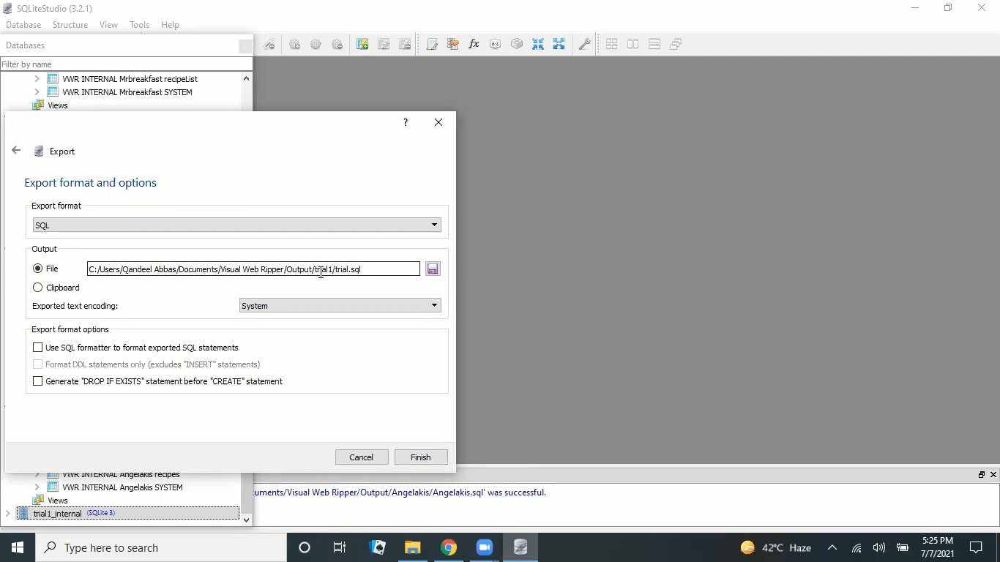 SQLiteStudio (3.2.1)
Database Structure View Tools Help
Databases
Filter by name
VWR INTERNAL Mrbreakfast recipeList
VWR INTERNAL Mrbreakfast SYSTEM
Views
?
Export
Export format and options
Export format
SQL
Output
File C:/Users/Qandeel Abbas/Documents/Visual Web Ripper/Output/trial1/trial.sql
Clipboard
Exported text encoding: System
Export format options
Use SQL formatter to format exported SQL statements
Format DDL statements only (excludes "INSERT" statements)
Generate "DROP IF EXISTS" statement before "CREATE" statement
Cancel Finish
VWR INTERNAL Angelakis recipes
VWR INTERNAL Angelakis SYSTEM
Views
trial1_internal (SQLite 3)
uments/Visual Web Ripper/Output/Angelakis/Angelakis.sql' was successful.
Type here to search
42°C Haze
5:25 PM
7/7/2021